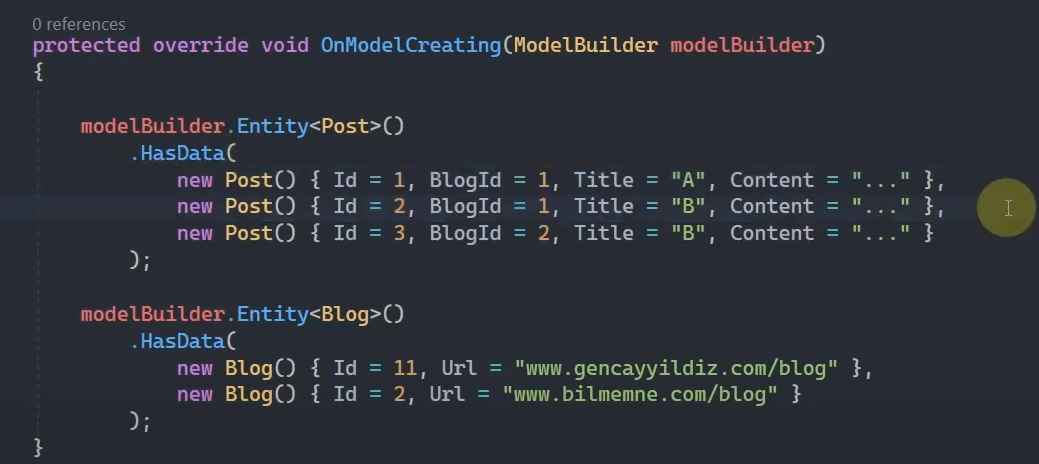 0 references
protected override void OnModelCreating(ModelBuilder modelBuilder)
{
modelBuilder.Entity<Post>()
.HasData(
new Post() { Id = 1, BlogId = 1, Title = "A", Content = "..." },
new Post() { Id = 2, BlogId = 1, Title = "B", Content = "..." },
new Post() { Id = 3, BlogId = 2, Title = "B", Content = "..." }
);
modelBuilder.Entity<Blog>()
.HasData(
new Blog() { Id = 11, Url = "www.gencayyildiz.com/blog" },
new Blog() { Id = 2, Url = "www.bilmemne.com/blog" }
);
}